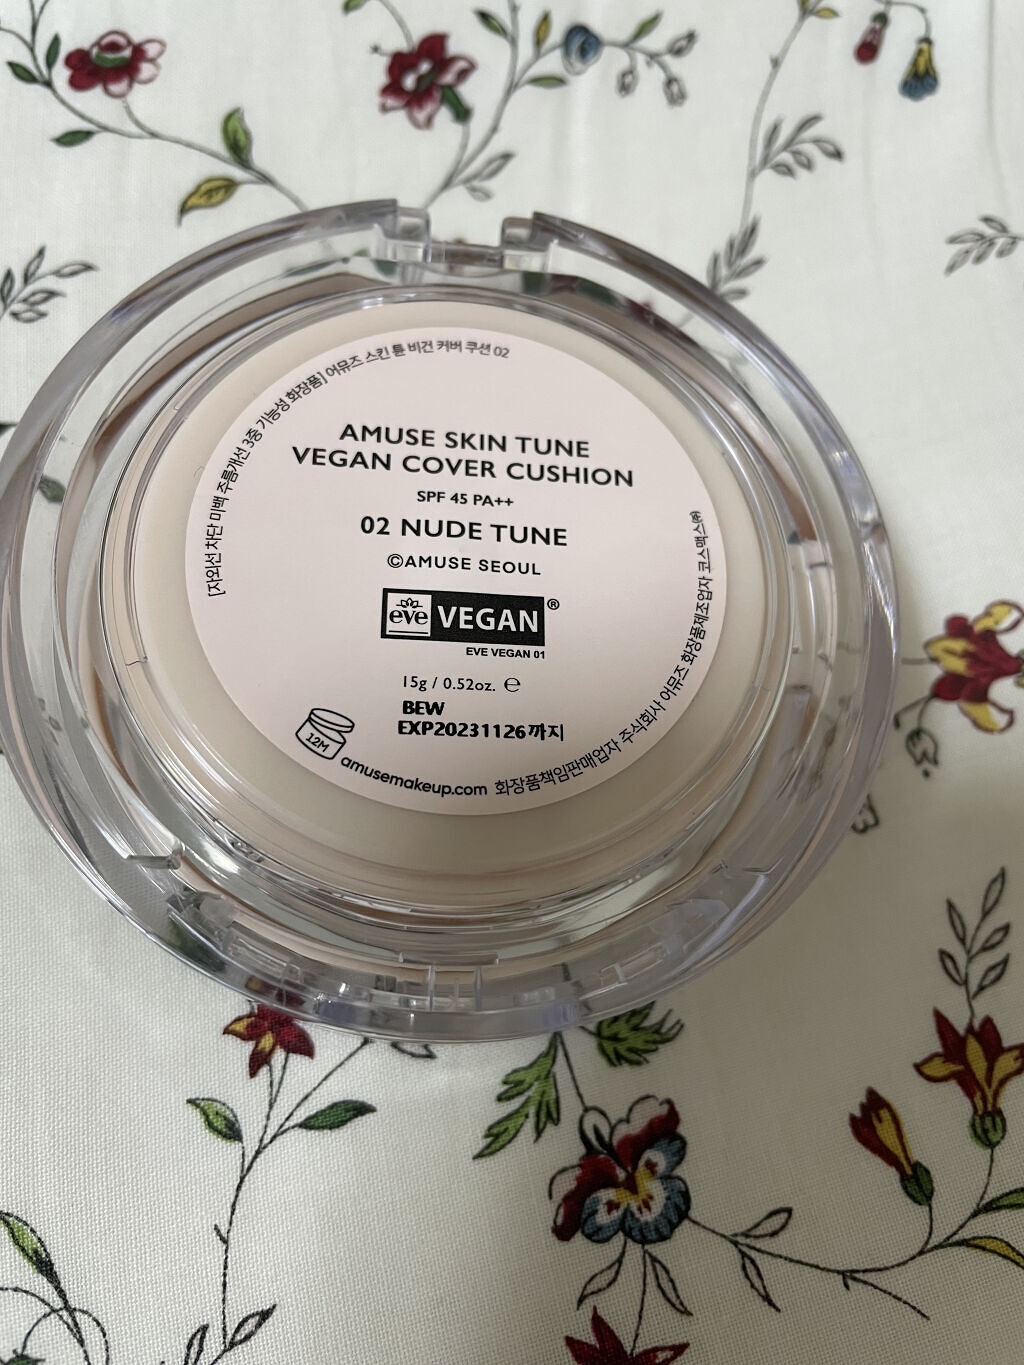 [자외선 차단 미백 주름개선 3중 기능성 화장품] 어뮤즈 스킨 튠 비건 커버 쿠션 02
AMUSE SKIN TUNE
VEGAN COVER CUSHION
SPF 45 PA++
02 NUDE TUNE
©AMUSE SEOUL
eve VEGAN®
EVE VEGAN 01
15g / 0.52oz. ℮
BEW
EXP20231126까지
12M
amusemakeup.com 화장품책임판매업자 주식회사 어뮤즈 화장품제조업자 코스맥스㈜